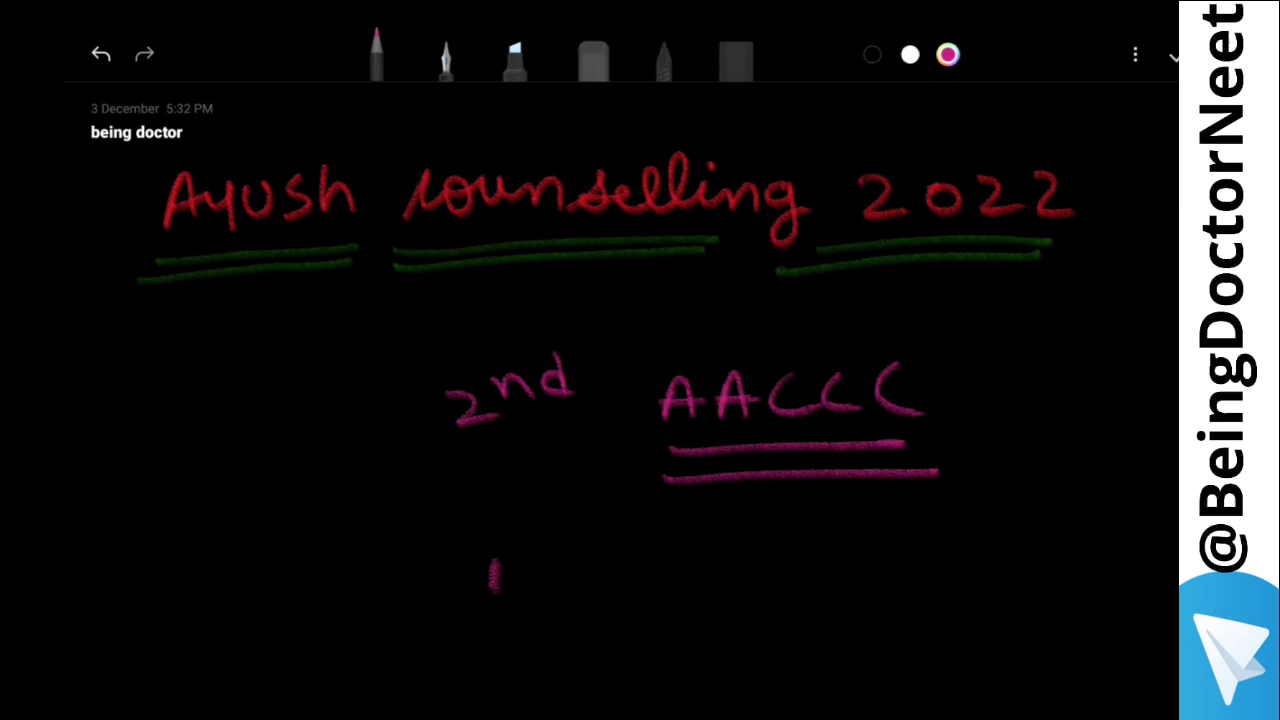 3 December 5:32 PM
being doctor
Ayush counselling 2022
2nd AACCC
@BeingDoctorNeet